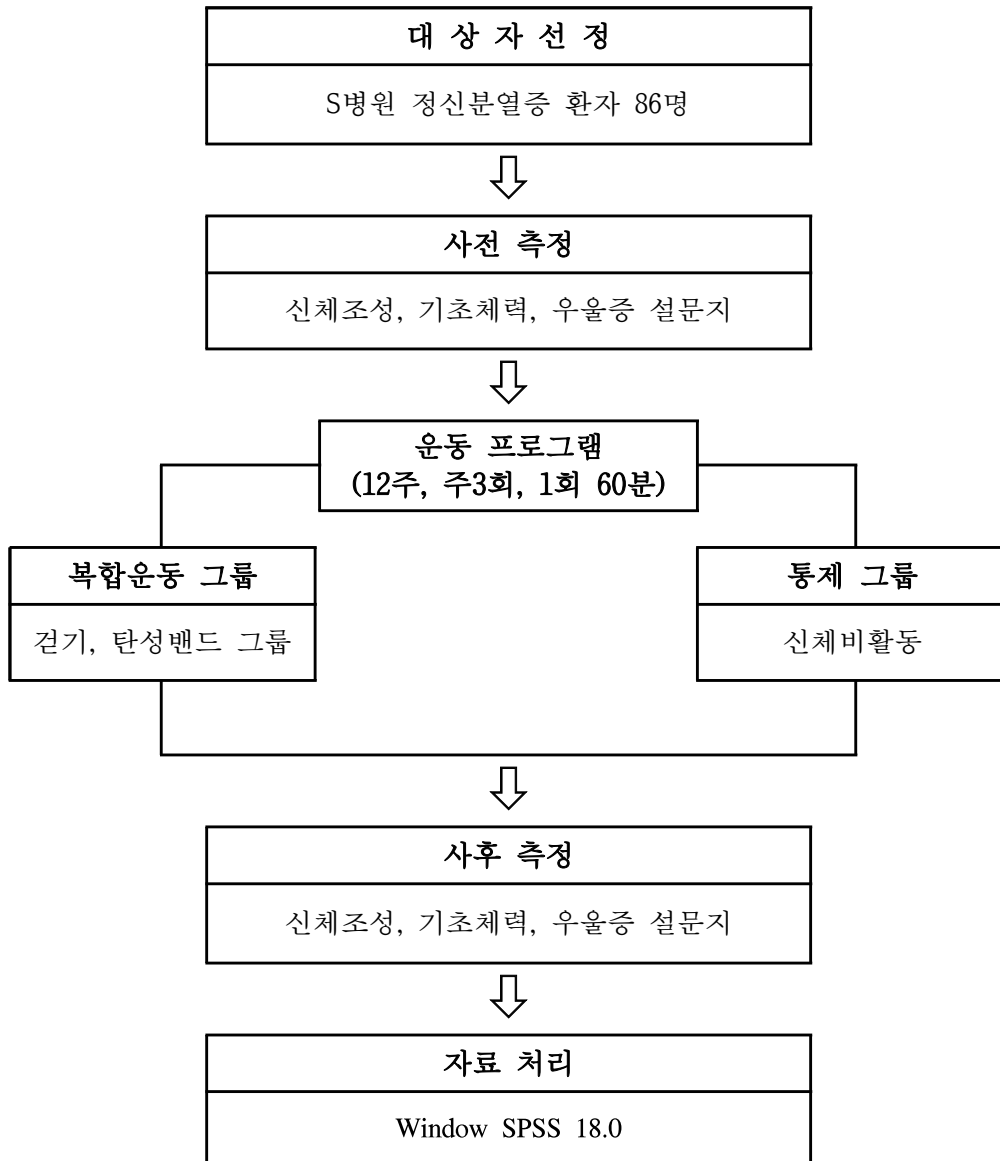 대 상 자 선 정
S병원 정신분열증 환자 86명
사전 측정
신체조성, 기초체력, 우울증 설문지
운동 프로그램
(12주, 주3회, 1회 60분)
복합운동 그룹
걷기, 탄성밴드 그룹
통제 그룹
신체비활동
사후 측정
신체조성, 기초체력, 우울증 설문지
자료 처리
Window SPSS 18.0